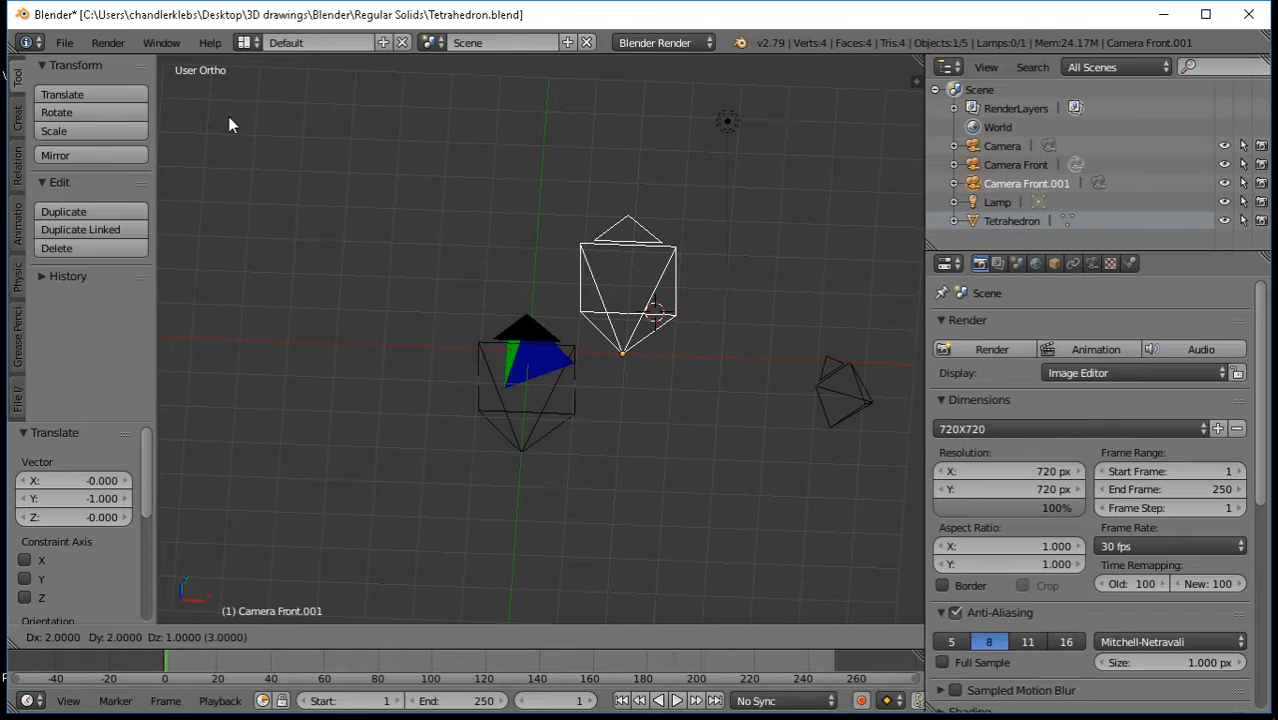 Blender* [C:\Users\chandlerklebs\Desktop\3D drawings\Blender\Regular Solids\Tetrahedron.blend]
File Render Window Help Default Scene Blender Render v2.79 | Verts:4 | Faces:4 | Tris:4 | Objects:1/5 | Lamps:0/1 | Mem:24.17M | Camera Front.001
Transform
Translate
Rotate
Scale
Mirror
Edit
Duplicate
Duplicate Linked
Delete
History
Tool
Creat
Relation
Animatio
Physic
Grease Penci
File I/
Translate
Vector
X: -0.000
Y: -1.000
Z: -0.000
Constraint Axis
X
Y
Z
Orientation
User Ortho
(1) Camera Front.001
Dx: 2.0000 Dy: 2.0000 Dz: 1.0000 (3.0000)
-40 -20 0 20 40 60 80 100 120 140 160 180 200 220 240 260
View Marker Frame Playback Start: 1 End: 250 1 No Sync
View Search All Scenes
Scene
RenderLayers
World
Camera
Camera Front
Camera Front.001
Lamp
Tetrahedron
Scene
Render
Render Animation Audio
Display: Image Editor
Dimensions
720X720
Resolution: Frame Range:
X: 720 px Start Frame: 1
Y: 720 px End Frame: 250
100% Frame Step: 1
Aspect Ratio: Frame Rate:
X: 1.000 30 fps
Y: 1.000 Time Remapping:
Border Crop Old: 100 New: 100
Anti-Aliasing
5 8 11 16 Mitchell-Netravali
Full Sample Size: 1.000 px
Sampled Motion Blur
Shading